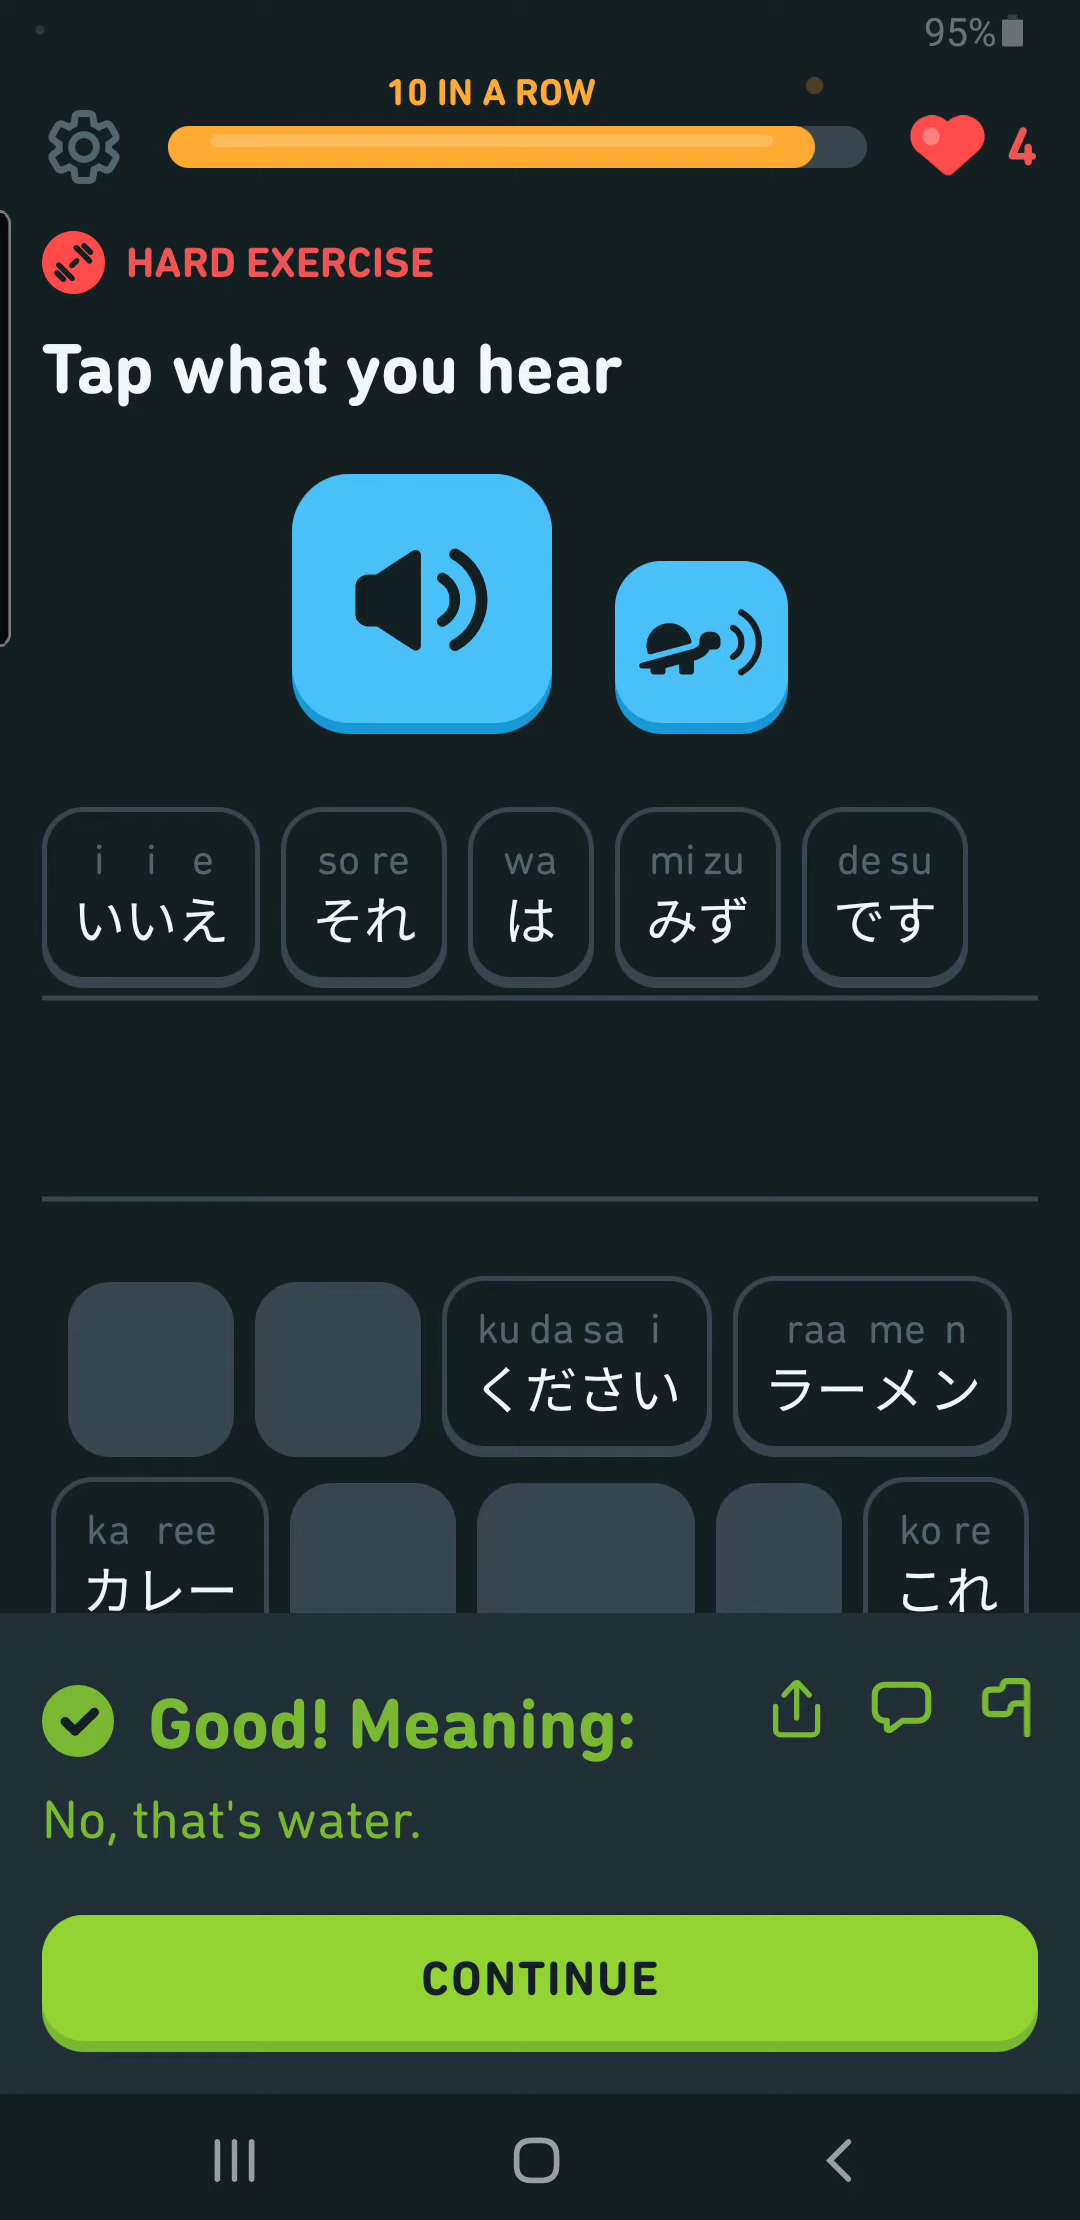 95%
10 IN A ROW
4
HARD EXERCISE
Tap what you hear
i i e so re wa mi zu de su
いいえ それ は みず です
ku da sa i raa me n
ください ラーメン
ka ree ko re
カレー これ
Good! Meaning:
No, that's water.
CONTINUE